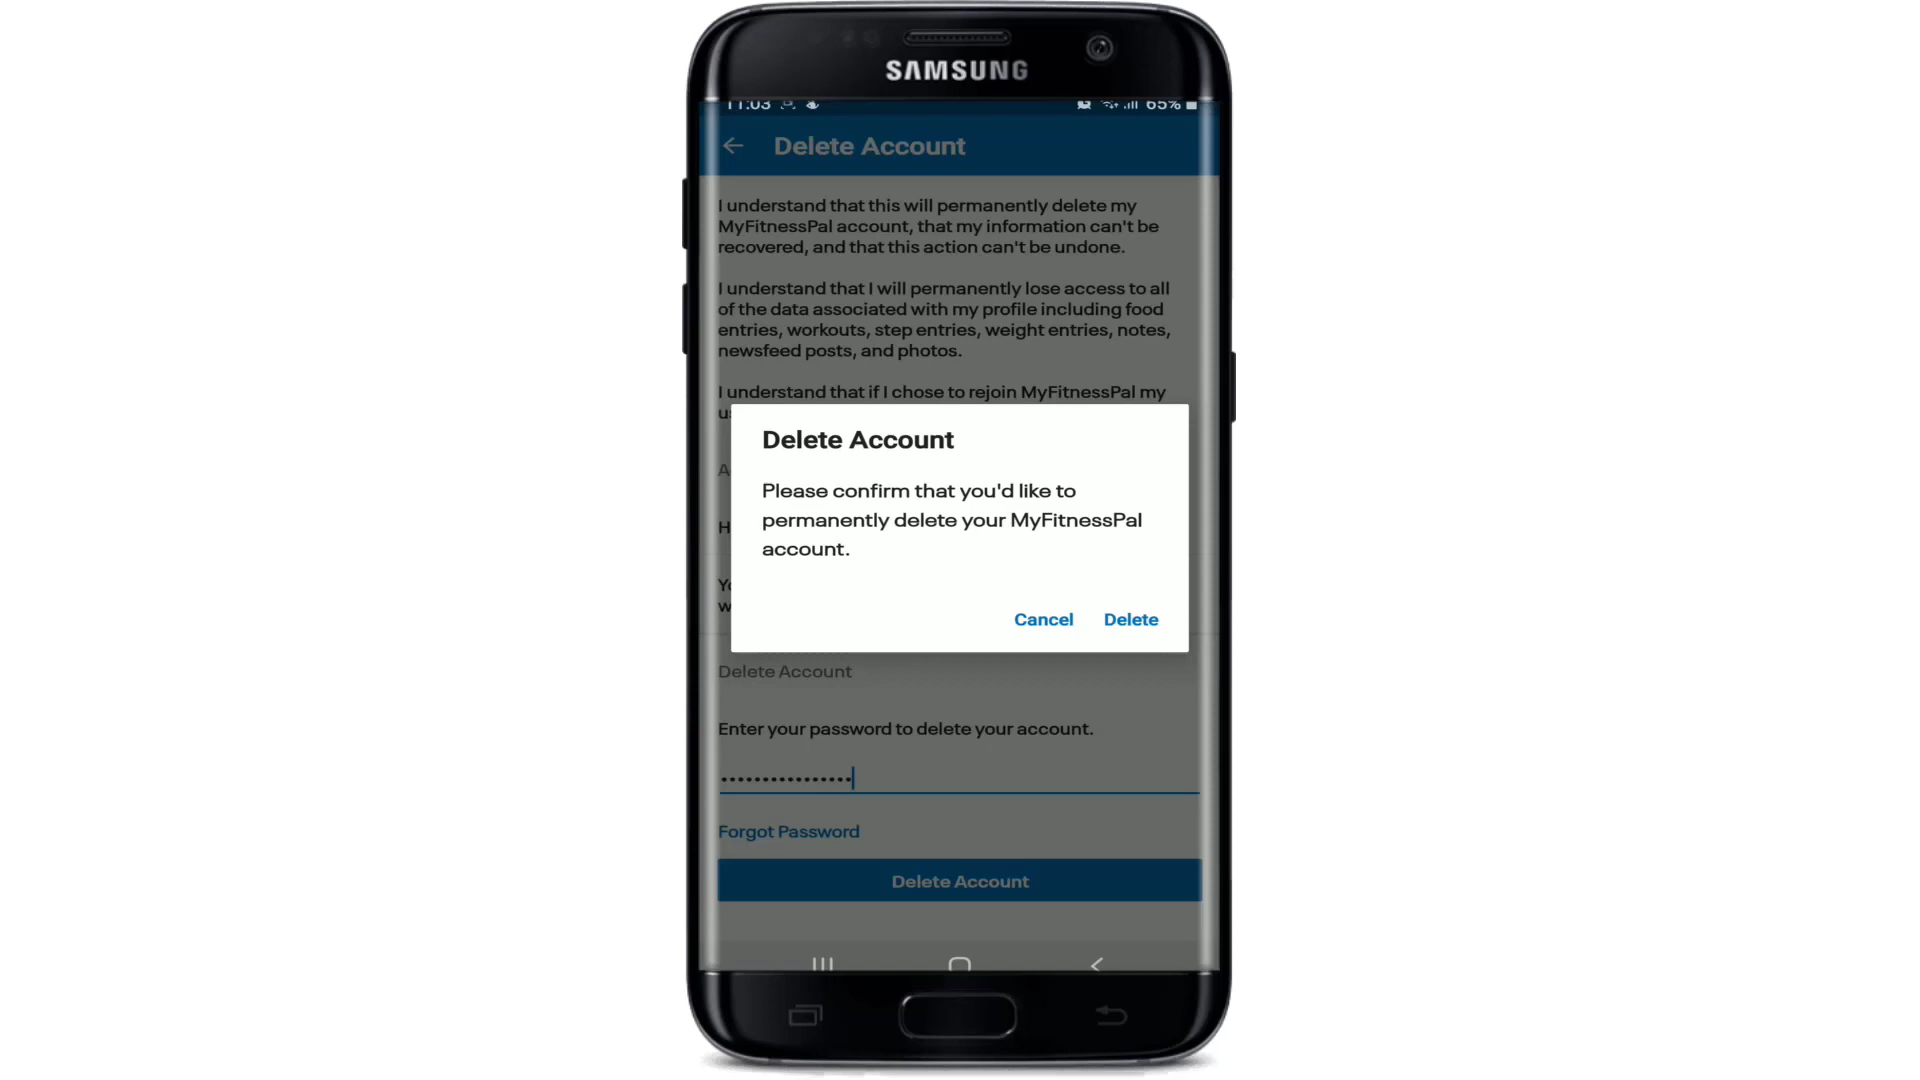 SAMSUNG
11:03 65%
Delete Account
I understand that this will permanently delete my
MyFitnessPal account, that my information can't be
recovered, and that this action can't be undone.
I understand that I will permanently lose access to all
of the data associated with my profile including food
entries, workouts, step entries, weight entries, notes,
newsfeed posts, and photos.
I understand that if I chose to rejoin MyFitnessPal my
Delete Account
Please confirm that you'd like to
permanently delete your MyFitnessPal
account.
Cancel Delete
Delete Account
Enter your password to delete your account.
Forgot Password
Delete Account